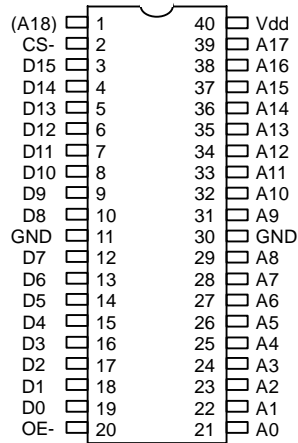 (A18) 1 40 Vdd
CS- 2 39 A17
D15 3 38 A16
D14 4 37 A15
D13 5 36 A14
D12 6 35 A13
D11 7 34 A12
D10 8 33 A11
D9 9 32 A10
D8 10 31 A9
GND 11 30 GND
D7 12 29 A8
D6 13 28 A7
D5 14 27 A6
D4 15 26 A5
D3 16 25 A4
D2 17 24 A3
D1 18 23 A2
D0 19 22 A1
OE- 20 21 A0